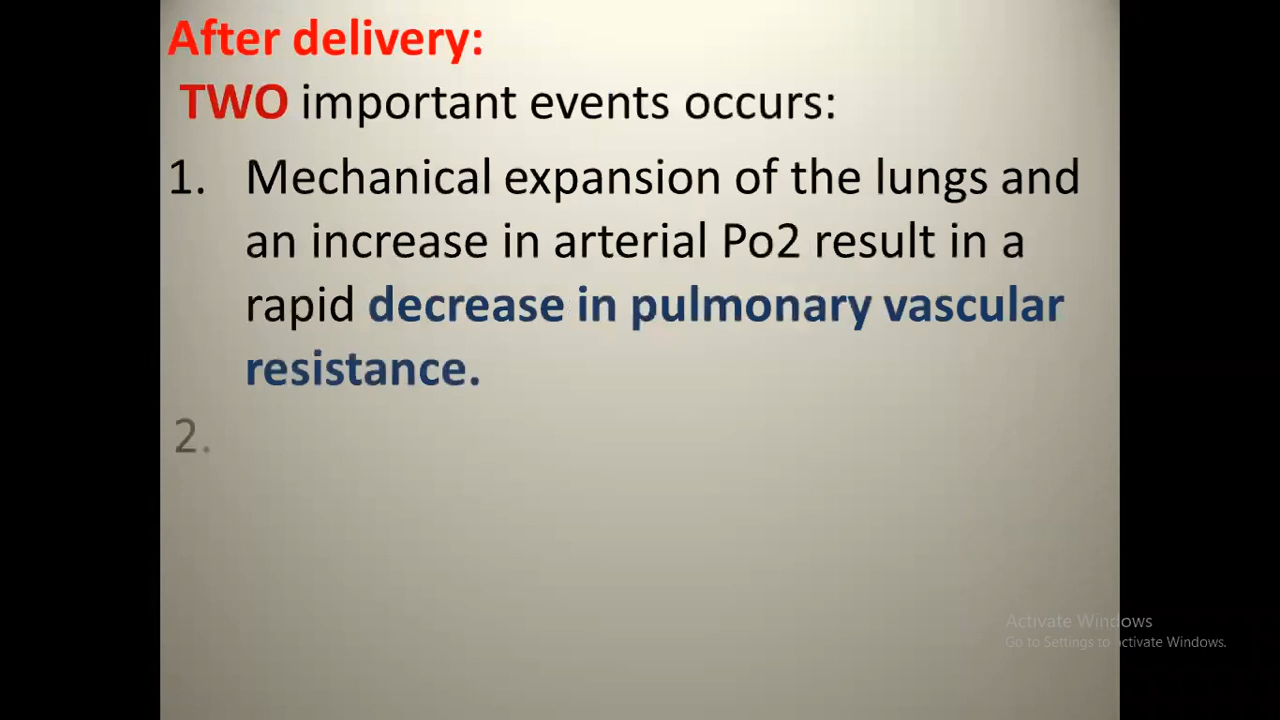 After delivery:
TWO important events occurs:
1. Mechanical expansion of the lungs and
an increase in arterial Po2 result in a
rapid decrease in pulmonary vascular
resistance.
2.
Activate Windows
Go to Settings to activate Windows.